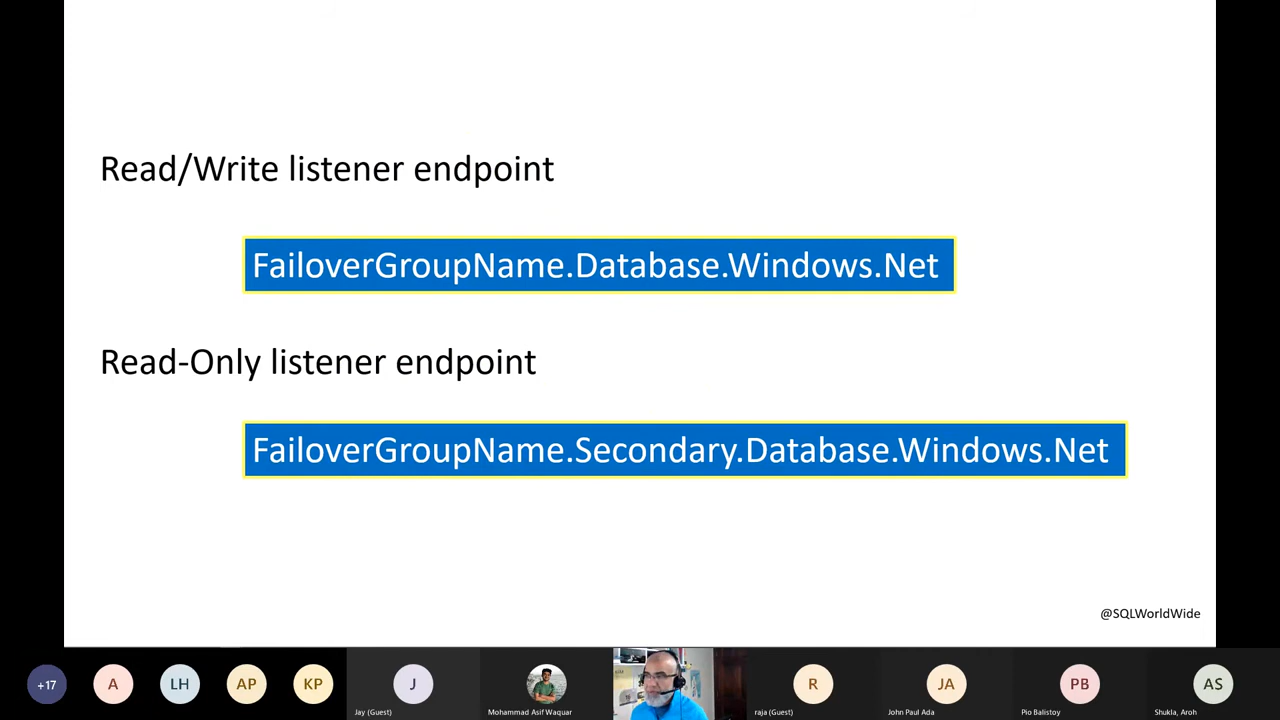 Read/Write listener endpoint
FailoverGroupName.Database.Windows.Net
Read-Only listener endpoint
FailoverGroupName.Secondary.Database.Windows.Net
@SQLWorldWide
+17
A
LH
AP
KP
J
R
JA
PB
AS
Jay (Guest)
Mohammad Asif Waquar
raja (Guest)
John Paul Ada
Pio Balistoy
Shukla, Aroh